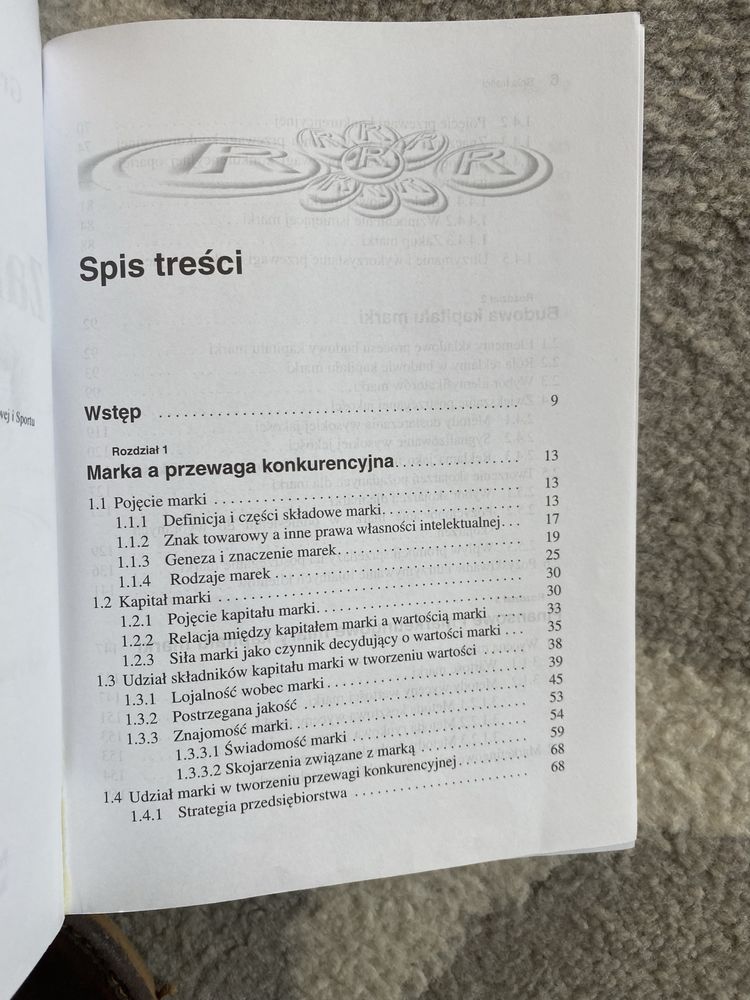 wej i Sportu
R R R R R R R R
Spis treści
Wstęp . . . . . . . . . . . . . . . . . . . . . 9
Rozdział 1
Marka a przewaga konkurencyjna. . . . . . . . . . . . 13
1.1 Pojęcie marki . . . . . . . . . . . . . . . . . . . . 13
1.1.1 Definicja i części składowe marki. . . . . . . . . . . 13
1.1.2 Znak towarowy a inne prawa własności intelektualnej. . . 17
1.1.3 Geneza i znaczenie marek. . . . . . . . . . . . . . 19
1.1.4 Rodzaje marek . . . . . . . . . . . . . . . . . . 25
1.2 Kapitał marki . . . . . . . . . . . . . . . . . . . . 30
1.2.1 Pojęcie kapitału marki. . . . . . . . . . . . . . . 30
1.2.2 Relacja między kapitałem marki a wartością marki . . . . 33
1.2.3 Siła marki jako czynnik decydujący o wartości marki . . . 35
1.3 Udział składników kapitału marki w tworzeniu wartości . . . . 38
1.3.1 Lojalność wobec marki . . . . . . . . . . . . . . . 39
1.3.2 Postrzegana jakość . . . . . . . . . . . . . . . . 45
1.3.3 Znajomość marki. . . . . . . . . . . . . . . . . 53
1.3.3.1 Świadomość marki . . . . . . . . . . . . . . 54
1.3.3.2 Skojarzenia związane z marką . . . . . . . . . 59
1.4 Udział marki w tworzeniu przewagi konkurencyjnej. . . . . . 68
1.4.1 Strategia przedsiębiorstwa . . . . . . . . . . . . . 68